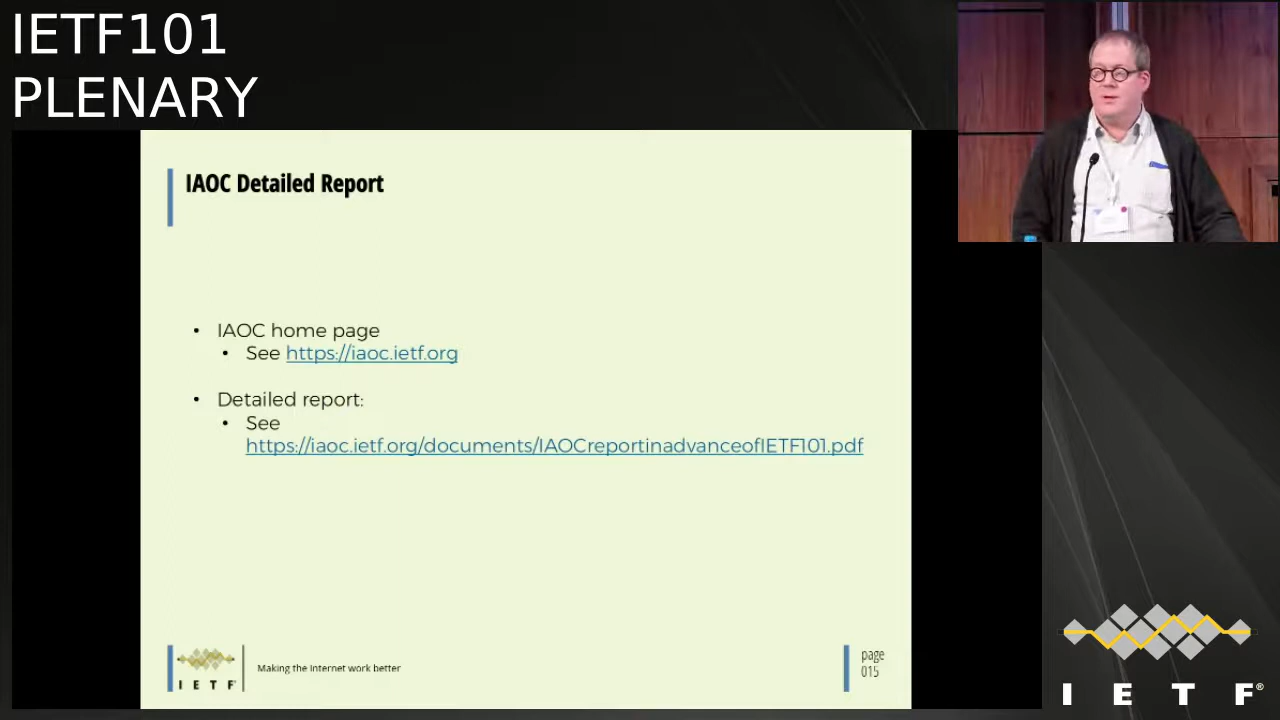 IETF101
PLENARY
IAOC Detailed Report
• IAOC home page
• See https://iaoc.ietf.org
• Detailed report:
• See
https://iaoc.ietf.org/documents/IAOCreportinadvanceofIETF101.pdf
I E T F
Making the Internet work better
page
015
I E T F®